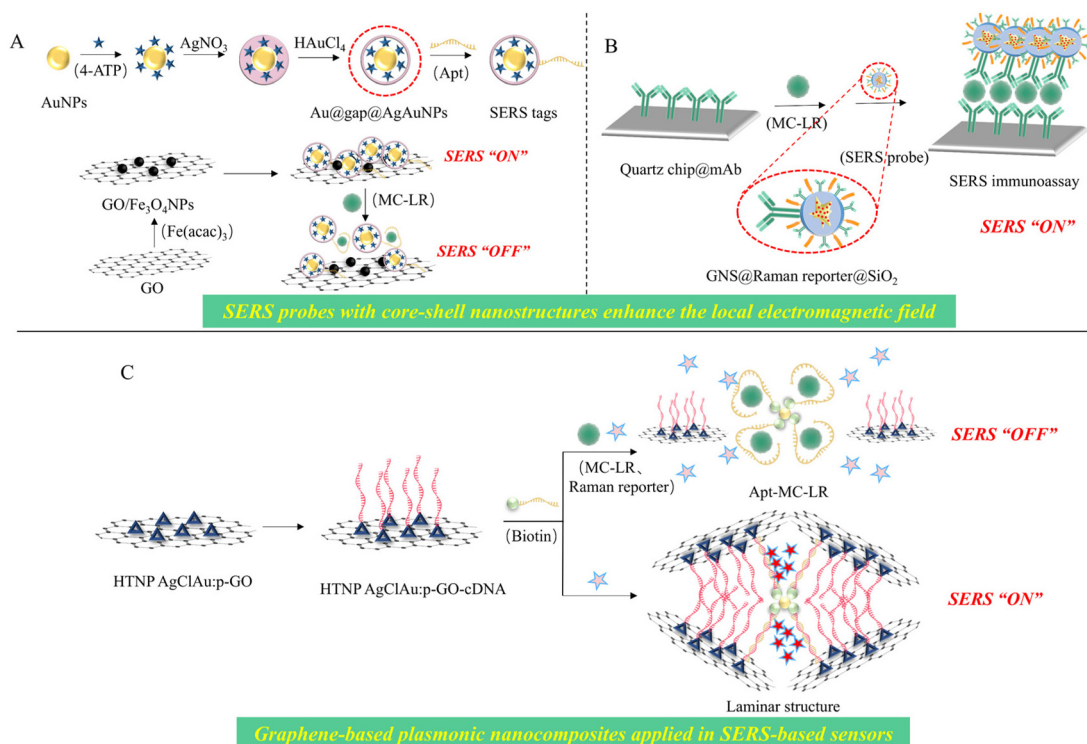 A
(4-ATP)
AuNPs
AgNO3
HAuCl4
(Apt)
Au@gap@AgAuNPs
SERS tags
SERS “ON”
GO/Fe3O4NPs
(MC-LR)
(Fe(acac)3)
SERS “OFF”
GO
B
(MC-LR)
Quartz chip@mAb
(SERS probe)
SERS immunoassay
SERS “ON”
GNS@Raman reporter@SiO2
SERS probes with core-shell nanostructures enhance the local electromagnetic field
C
SERS “OFF”
(MC-LR、
Raman reporter)
Apt-MC-LR
(Biotin)
HTNP AgClAu:p-GO
HTNP AgClAu:p-GO-cDNA
SERS “ON”
Laminar structure
Graphene-based plasmonic nanocomposites applied in SERS-based sensors